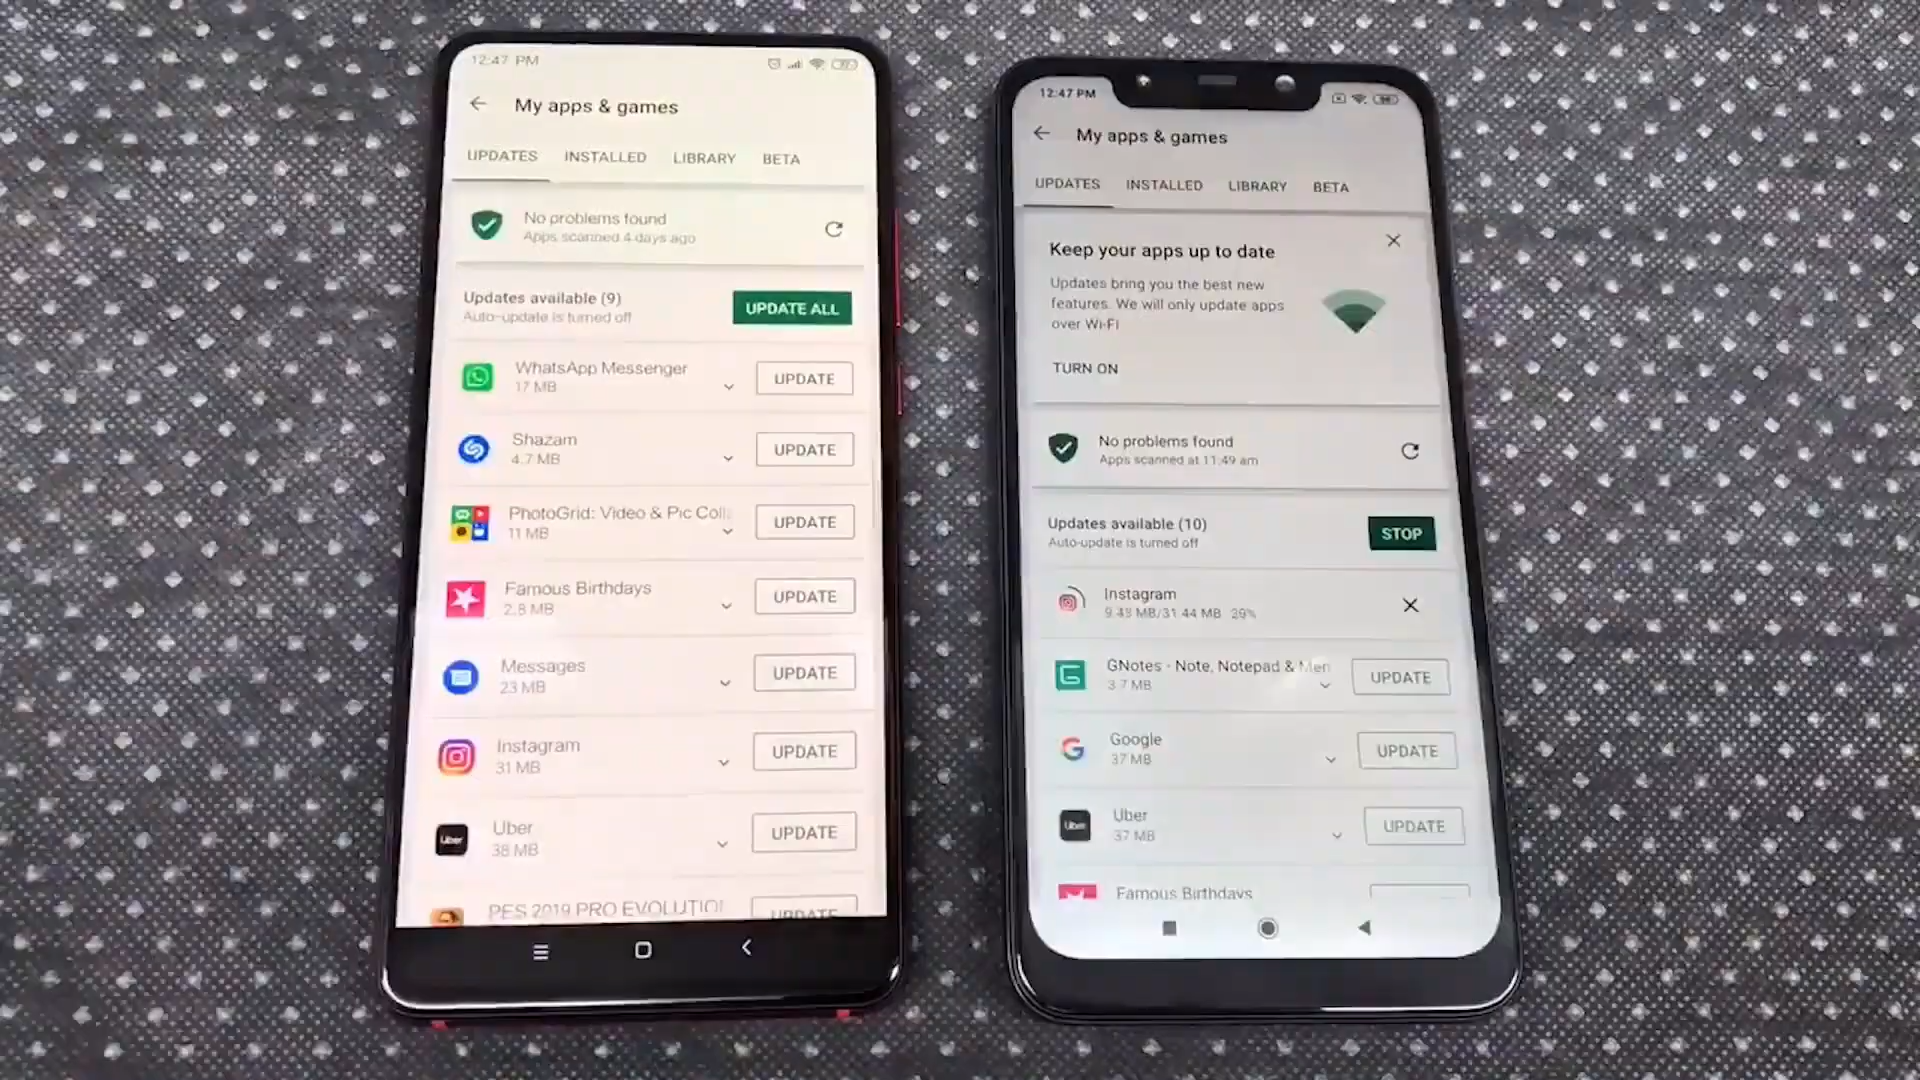 12:47 PM
My apps & games
UPDATES INSTALLED LIBRARY BETA
No problems found
Apps scanned 4 days ago
Updates available (9)
Auto-update is turned off
UPDATE ALL
WhatsApp Messenger
17 MB
UPDATE
Shazam
4.7 MB
UPDATE
PhotoGrid: Video & Pic Coll
11 MB
UPDATE
Famous Birthdays
2.8 MB
UPDATE
Messages
23 MB
UPDATE
Instagram
31 MB
UPDATE
Uber
Uber
38 MB
UPDATE
PES 2019 PRO EVOLUTIO
UPDATE
12:47 PM
My apps & games
UPDATES INSTALLED LIBRARY BETA
Keep your apps up to date
Updates bring you the best new
features. We will only update apps
over Wi-Fi
TURN ON
No problems found
Apps scanned at 11:49 am
Updates available (10)
Auto-update is turned off
STOP
Instagram
9.43 MB/31.44 MB 29%
GNotes - Note, Notepad & Mem
3.7 MB
UPDATE
Google
37 MB
UPDATE
Uber
Uber
37 MB
UPDATE
Famous Birthdays